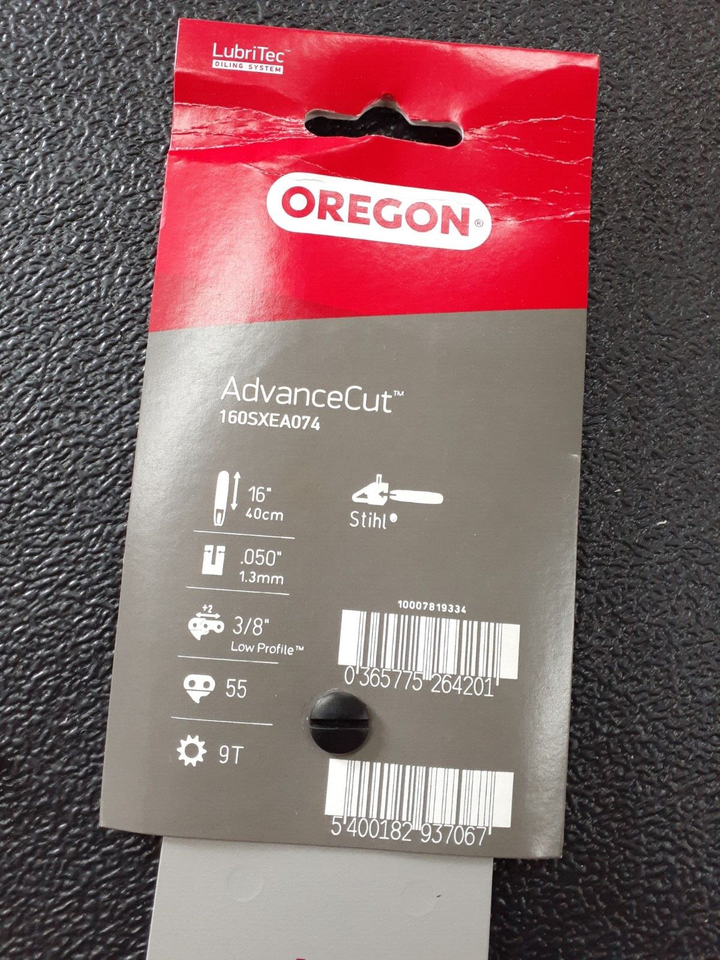 LubriTec™
OILING SYSTEM
OREGON®
AdvanceCut™
160SXEA074
16"
40cm
Stihl®
.050"
1.3mm
+2
3/8"
Low Profile™
55
9T
10007819334
0 365775 264201
5 400182 937067